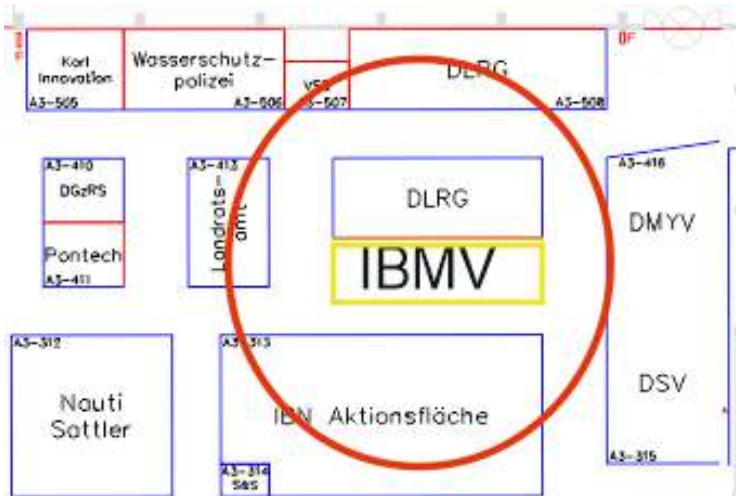 Karl
Innovation
A3-505
Wasserschutz-
polizei
A3-506
VSB
A3-507
DLRG
A3-508
A3-410
DGzRS
Pontech
A3-411
A3-413
Landrats-
amt
DLRG
IBMV
A3-416
DMYV
DSV
A3-315
A3-312
Nauti
Sattler
A3-313
IBN Aktionsfläche
A3-314
S&S